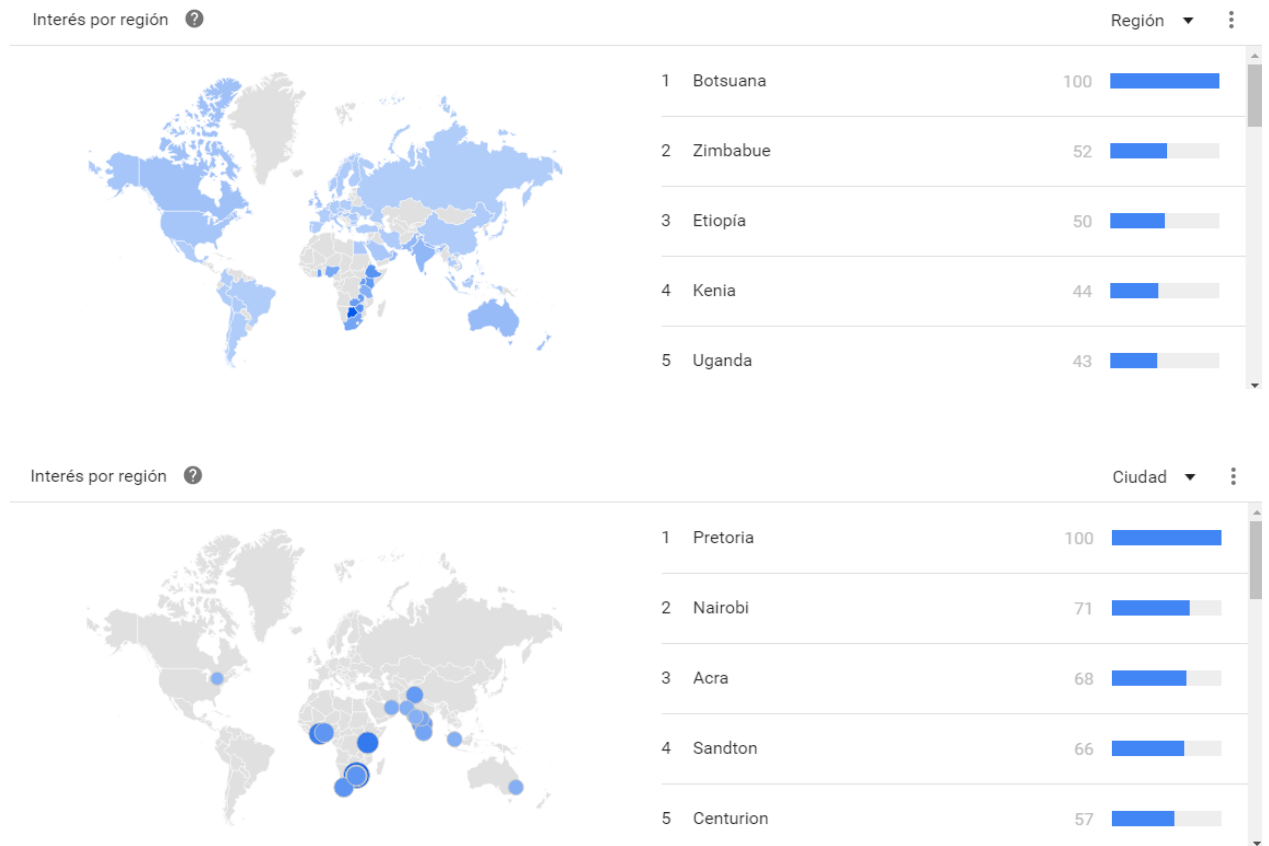 Interés por región ? Región
1 Botsuana 100
2 Zimbabue 52
3 Etiopía 50
4 Kenia 44
5 Uganda 43
Interés por región ? Ciudad
1 Pretoria 100
2 Nairobi 71
3 Acra 68
4 Sandton 66
5 Centurion 57